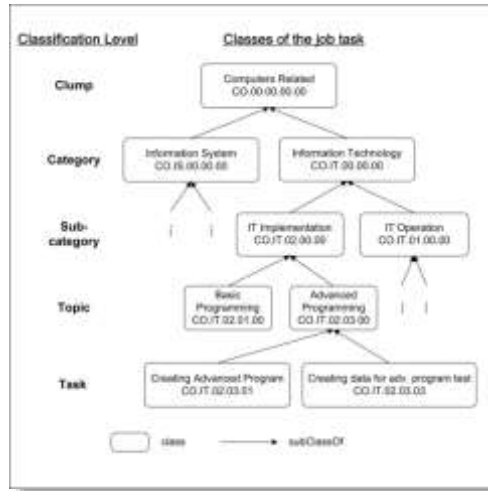 Classification Level
Classes of the job task
Clump
Computers Related
CO.00.00.00.00
Category
Information System
CO.IS.00.00.00
Information Technology
CO.IT.00.00.00
Sub-
category
IT Implementation
CO.IT.02.00.00
IT Operation
CO.IT.01.00.00
Topic
Basic
Programming
CO.IT.02.01.00
Advanced
Programming
CO.IT.02.03.00
Task
Creating Advanced Program
CO.IT.02.03.01
Creating data for adv. program test
CO.IT.02.03.03
class
subClassOf